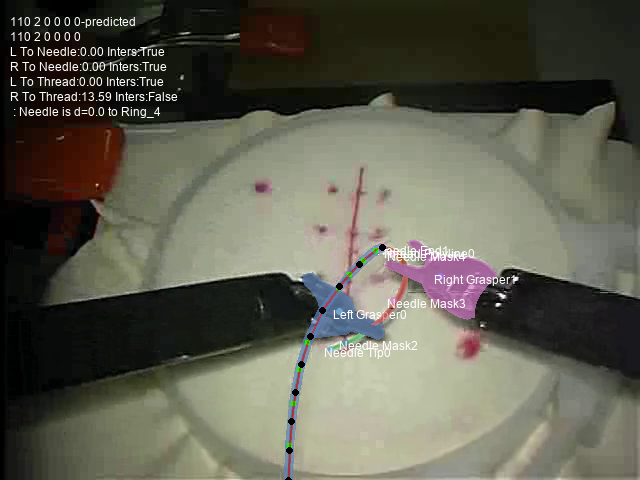 110 2 0 0 0 0-predicted
110 2 0 0 0 0
L To Needle:0.00 Inters:True
R To Needle:0.00 Inters:True
L To Thread:0.00 Inters:True
R To Thread:13.59 Inters:False
: Needle is d=0.0 to Ring_4
Needle Mask4
Right Grasper1
Needle Mask3
Left Grasper0
Needle Mask2
Needle Tip0